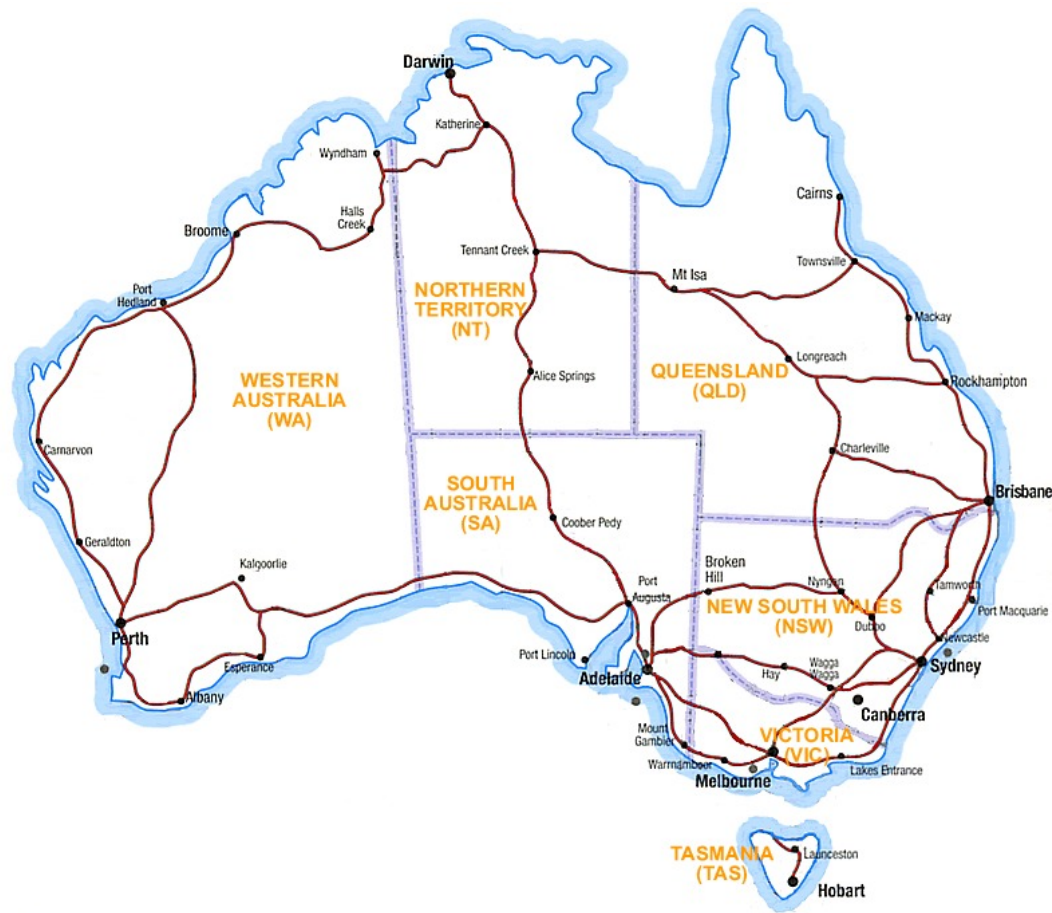 Darwin
Katherine
Wyndham
Halls
Creek
Broome
Port
Hedland
Cairns
Townsville
Tennant Creek
Mt Isa
Mackay
NORTHERN
TERRITORY
(NT)
Longreach
QUEENSLAND
(QLD)
Rockhampton
Alice Springs
WESTERN
AUSTRALIA
(WA)
Carnarvon
Charleville
SOUTH
AUSTRALIA
(SA)
Brisbane
Coober Pedy
Geraldton
Kalgoorlie
Broken
Hill
Port
Augusta
Nyngan
Tamworth
NEW SOUTH WALES
(NSW)
Port Macquarie
Dubbo
Perth
Newcastle
Esperance
Port Lincoln
Adelaide
Hay
Wagga
Wagga
Sydney
Albany
Canberra
Mount
Gambier
VICTORIA
(VIC)
Warrnamboor
Melbourne
Lakes Entrance
TASMANIA
(TAS)
Launceston
Hobart